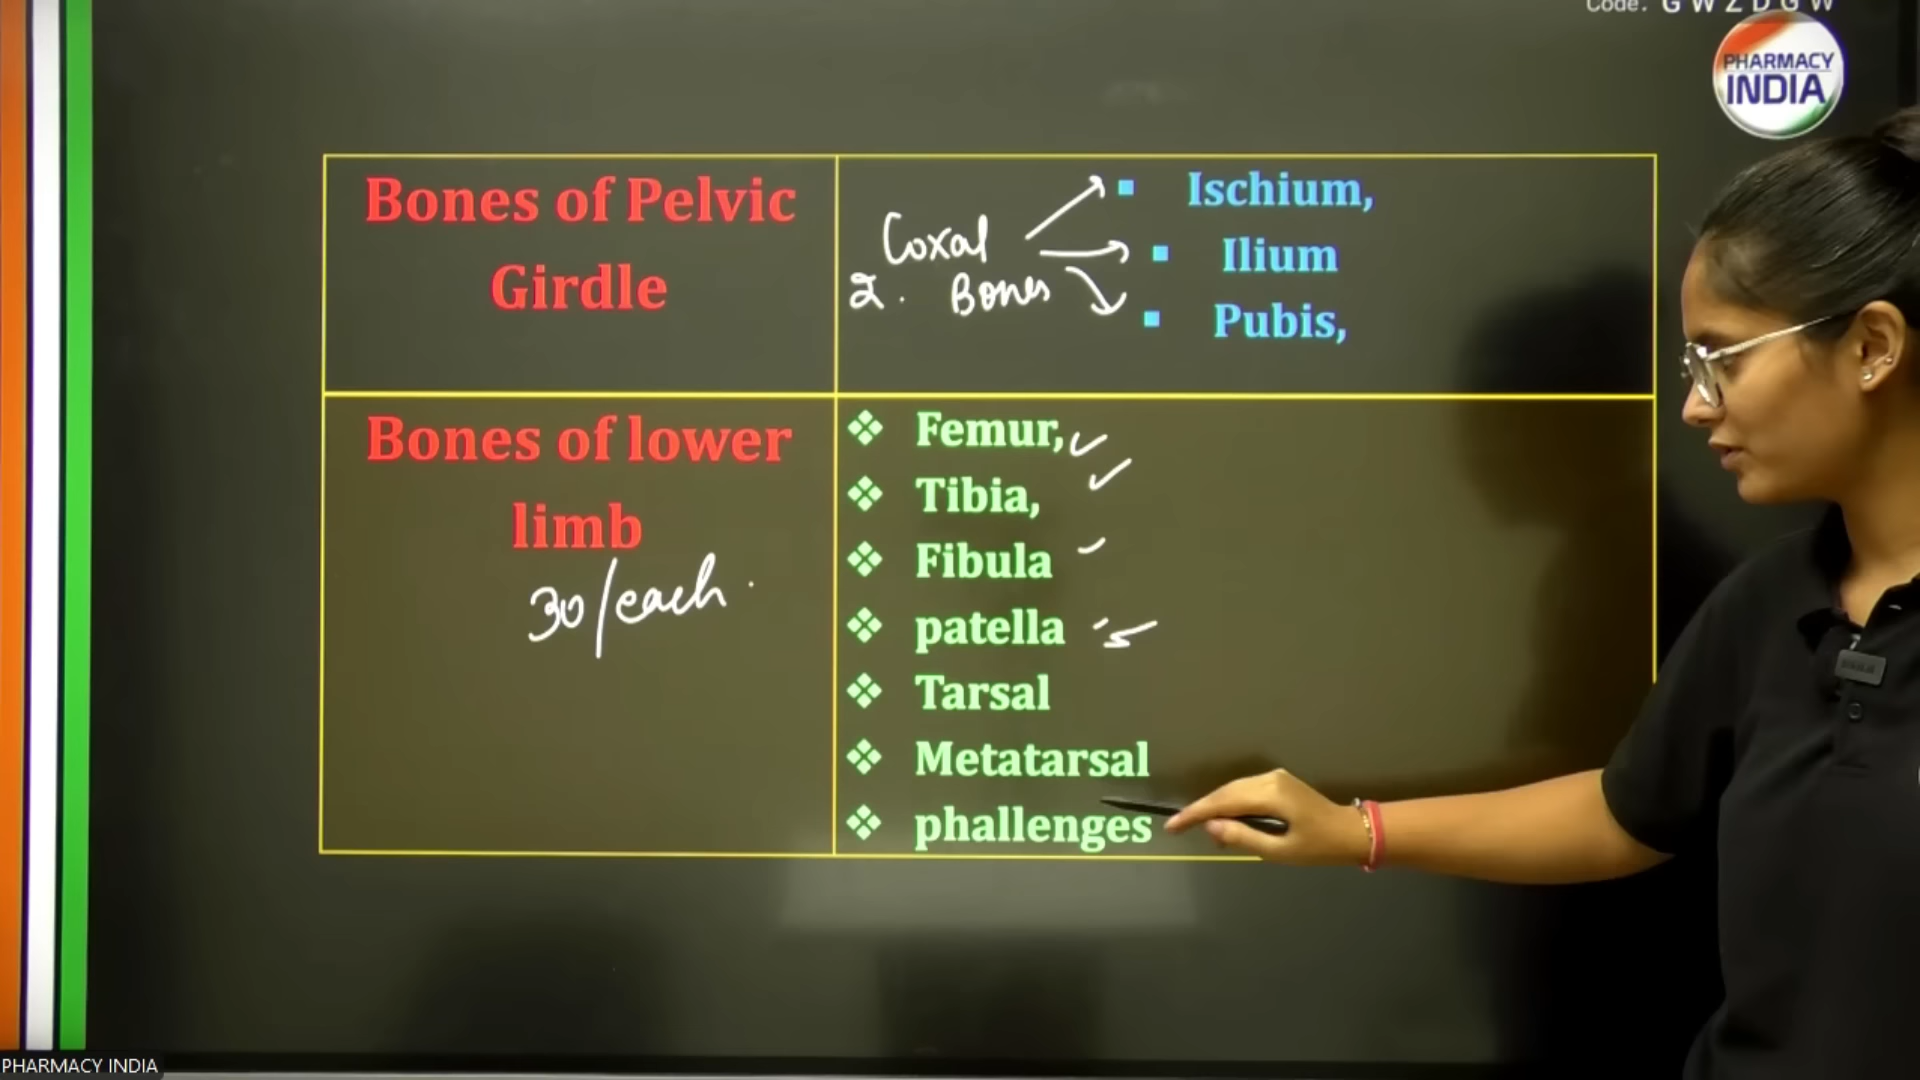 Code: G W Z D G W
PHARMACY
INDIA
Bones of Pelvic
Girdle
Coxal
2. Bones
▪ Ischium,
▪ Ilium
▪ Pubis,
Bones of lower
limb
30/each.
❖ Femur,
❖ Tibia,
❖ Fibula
❖ patella
❖ Tarsal
❖ Metatarsal
❖ phallenges
PHARMACY INDIA